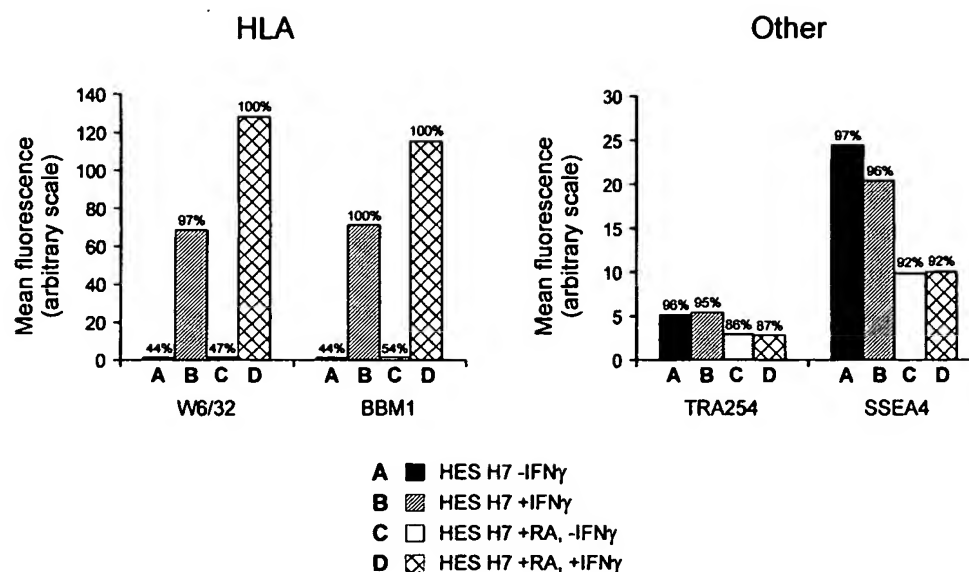 HLA
Other
Mean fluorescence
(arbitrary scale)
140
120
100
80
60
40
20
0
44%
97%
47%
100%
44%
100%
54%
100%
A B C D
A B C D
W6/32
BBM1
Mean fluorescence
(arbitrary scale)
30
25
20
15
10
5
0
96%
95%
86%
87%
97%
96%
92%
92%
A B C D
A B C D
TRA254
SSEA4
A HES H7 -IFNγ
B HES H7 +IFNγ
C HES H7 +RA, -IFNγ
D HES H7 +RA, +IFNγ